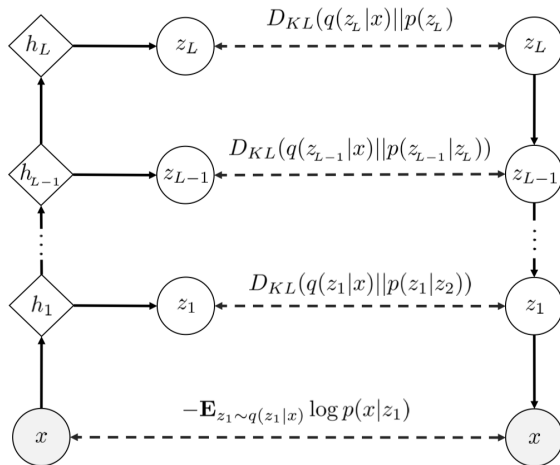 h_L z_L D_{KL}(q(z_L|x)||p(z_L) z_L
h_{L-1} z_{L-1} D_{KL}(q(z_{L-1}|x)||p(z_{L-1}|z_L)) z_{L-1}
h_1 z_1 D_{KL}(q(z_1|x)||p(z_1|z_2)) z_1
x -E_{z_1∼q(z_1|x)} log p(x|z_1) x